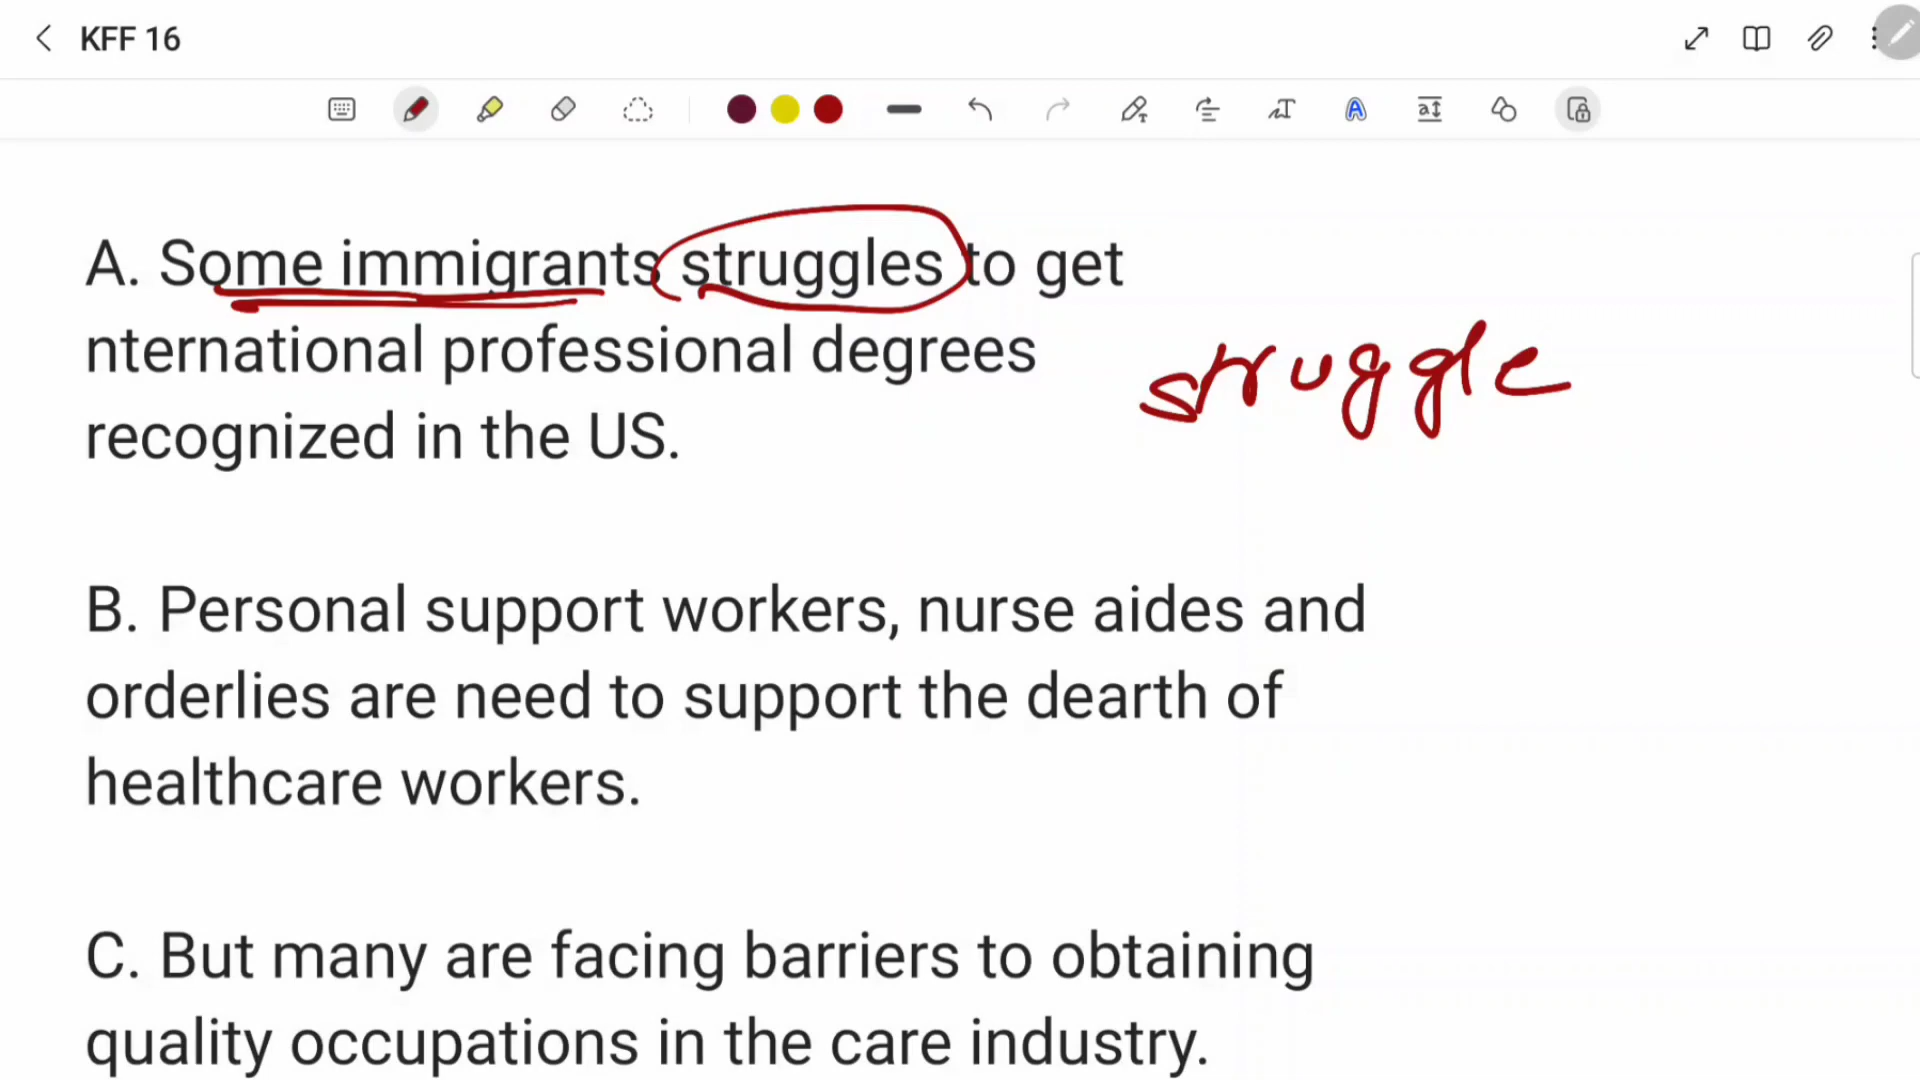 KFF 16
A. Some immigrants struggles to get
nternational professional degrees
recognized in the US.
struggle
B. Personal support workers, nurse aides and
orderlies are need to support the dearth of
healthcare workers.
C. But many are facing barriers to obtaining
quality occupations in the care industry.